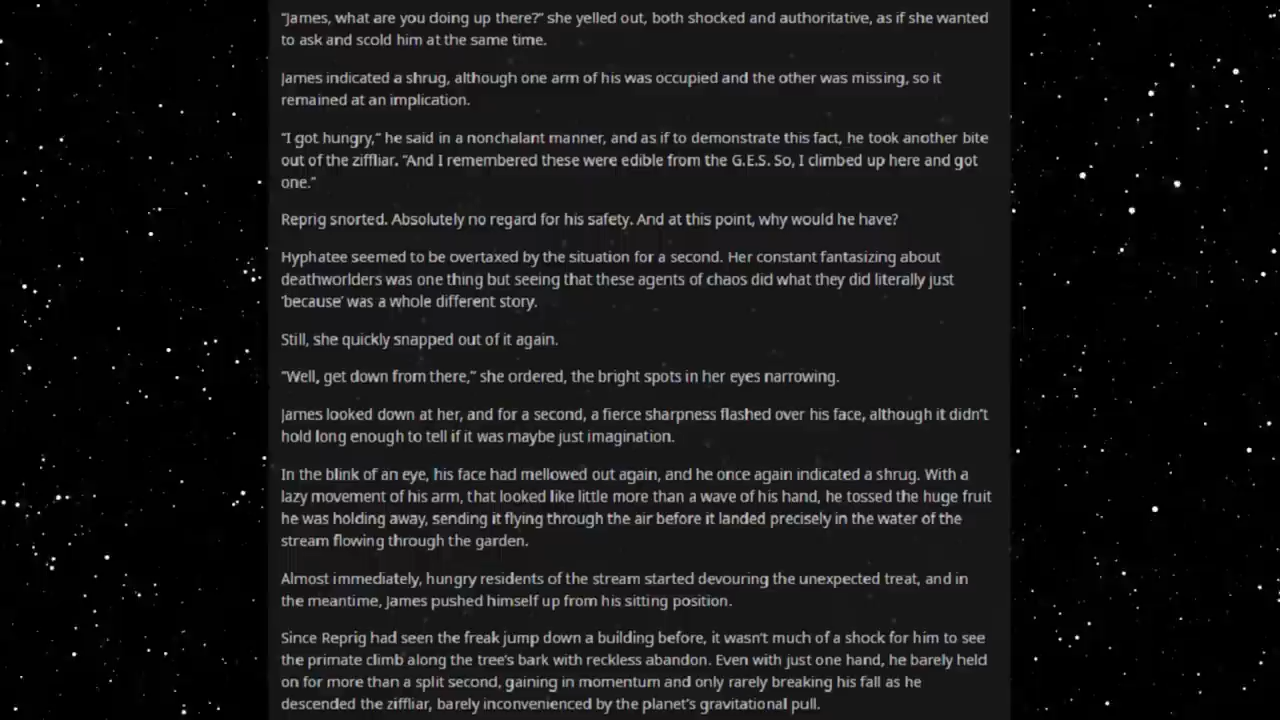 “James, what are you doing up there?” she yelled out, both shocked and authoritative, as if she wanted
to ask and scold him at the same time.
James indicated a shrug, although one arm of his was occupied and the other was missing, so it
remained at an implication.
“I got hungry,” he said in a nonchalant manner, and as if to demonstrate this fact, he took another bite
out of the ziffliar. “And I remembered these were edible from the G.E.S. So, I climbed up here and got
one.”
Reprig snorted. Absolutely no regard for his safety. And at this point, why would he have?
Hyphatee seemed to be overtaxed by the situation for a second. Her constant fantasizing about
deathworlders was one thing but seeing that these agents of chaos did what they did literally just
‘because’ was a whole different story.
Still, she quickly snapped out of it again.
“Well, get down from there,” she ordered, the bright spots in her eyes narrowing.
James looked down at her, and for a second, a fierce sharpness flashed over his face, although it didn’t
hold long enough to tell if it was maybe just imagination.
In the blink of an eye, his face had mellowed out again, and he once again indicated a shrug. With a
lazy movement of his arm, that looked like little more than a wave of his hand, he tossed the huge fruit
he was holding away, sending it flying through the air before it landed precisely in the water of the
stream flowing through the garden.
Almost immediately, hungry residents of the stream started devouring the unexpected treat, and in
the meantime, James pushed himself up from his sitting position.
Since Reprig had seen the freak jump down a building before, it wasn’t much of a shock for him to see
the primate climb along the tree’s bark with reckless abandon. Even with just one hand, he barely held
on for more than a split second, gaining in momentum and only rarely breaking his fall as he
descended the ziffliar, barely inconvenienced by the planet’s gravitational pull.